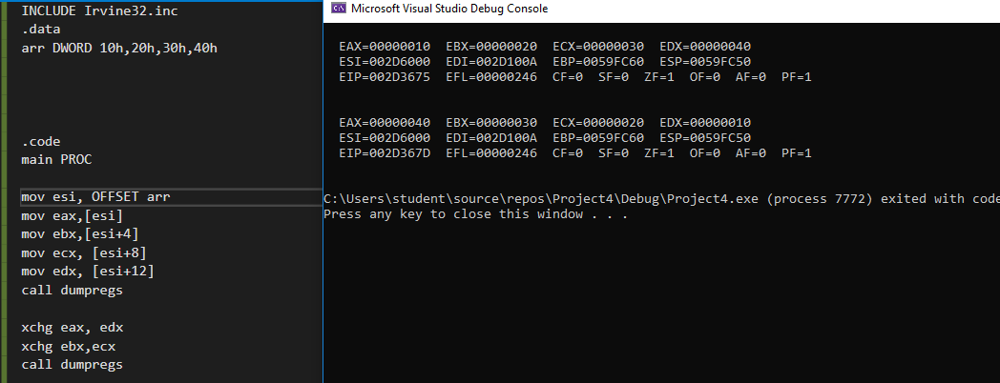 INCLUDE Irvine32.inc
.data
arr DWORD 10h,20h,30h,40h
.code
main PROC
mov esi, OFFSET arr
mov eax,[esi]
mov ebx,[esi+4]
mov ecx, [esi+8]
mov edx, [esi+12]
call dumpregs
xchg eax, edx
xchg ebx,ecx
call dumpregs
Microsoft Visual Studio Debug Console
EAX=00000010 EBX=00000020 ECX=00000030 EDX=00000040
ESI=002D6000 EDI=002D100A EBP=0059FC60 ESP=0059FC50
EIP=002D3675 EFL=00000246 CF=0 SF=0 ZF=1 OF=0 AF=0 PF=1
EAX=00000040 EBX=00000030 ECX=00000020 EDX=00000010
ESI=002D6000 EDI=002D100A EBP=0059FC60 ESP=0059FC50
EIP=002D367D EFL=00000246 CF=0 SF=0 ZF=1 OF=0 AF=0 PF=1
C:\Users\student\source\repos\Project4\Debug\Project4.exe (process 7772) exited with code
Press any key to close this window . . .